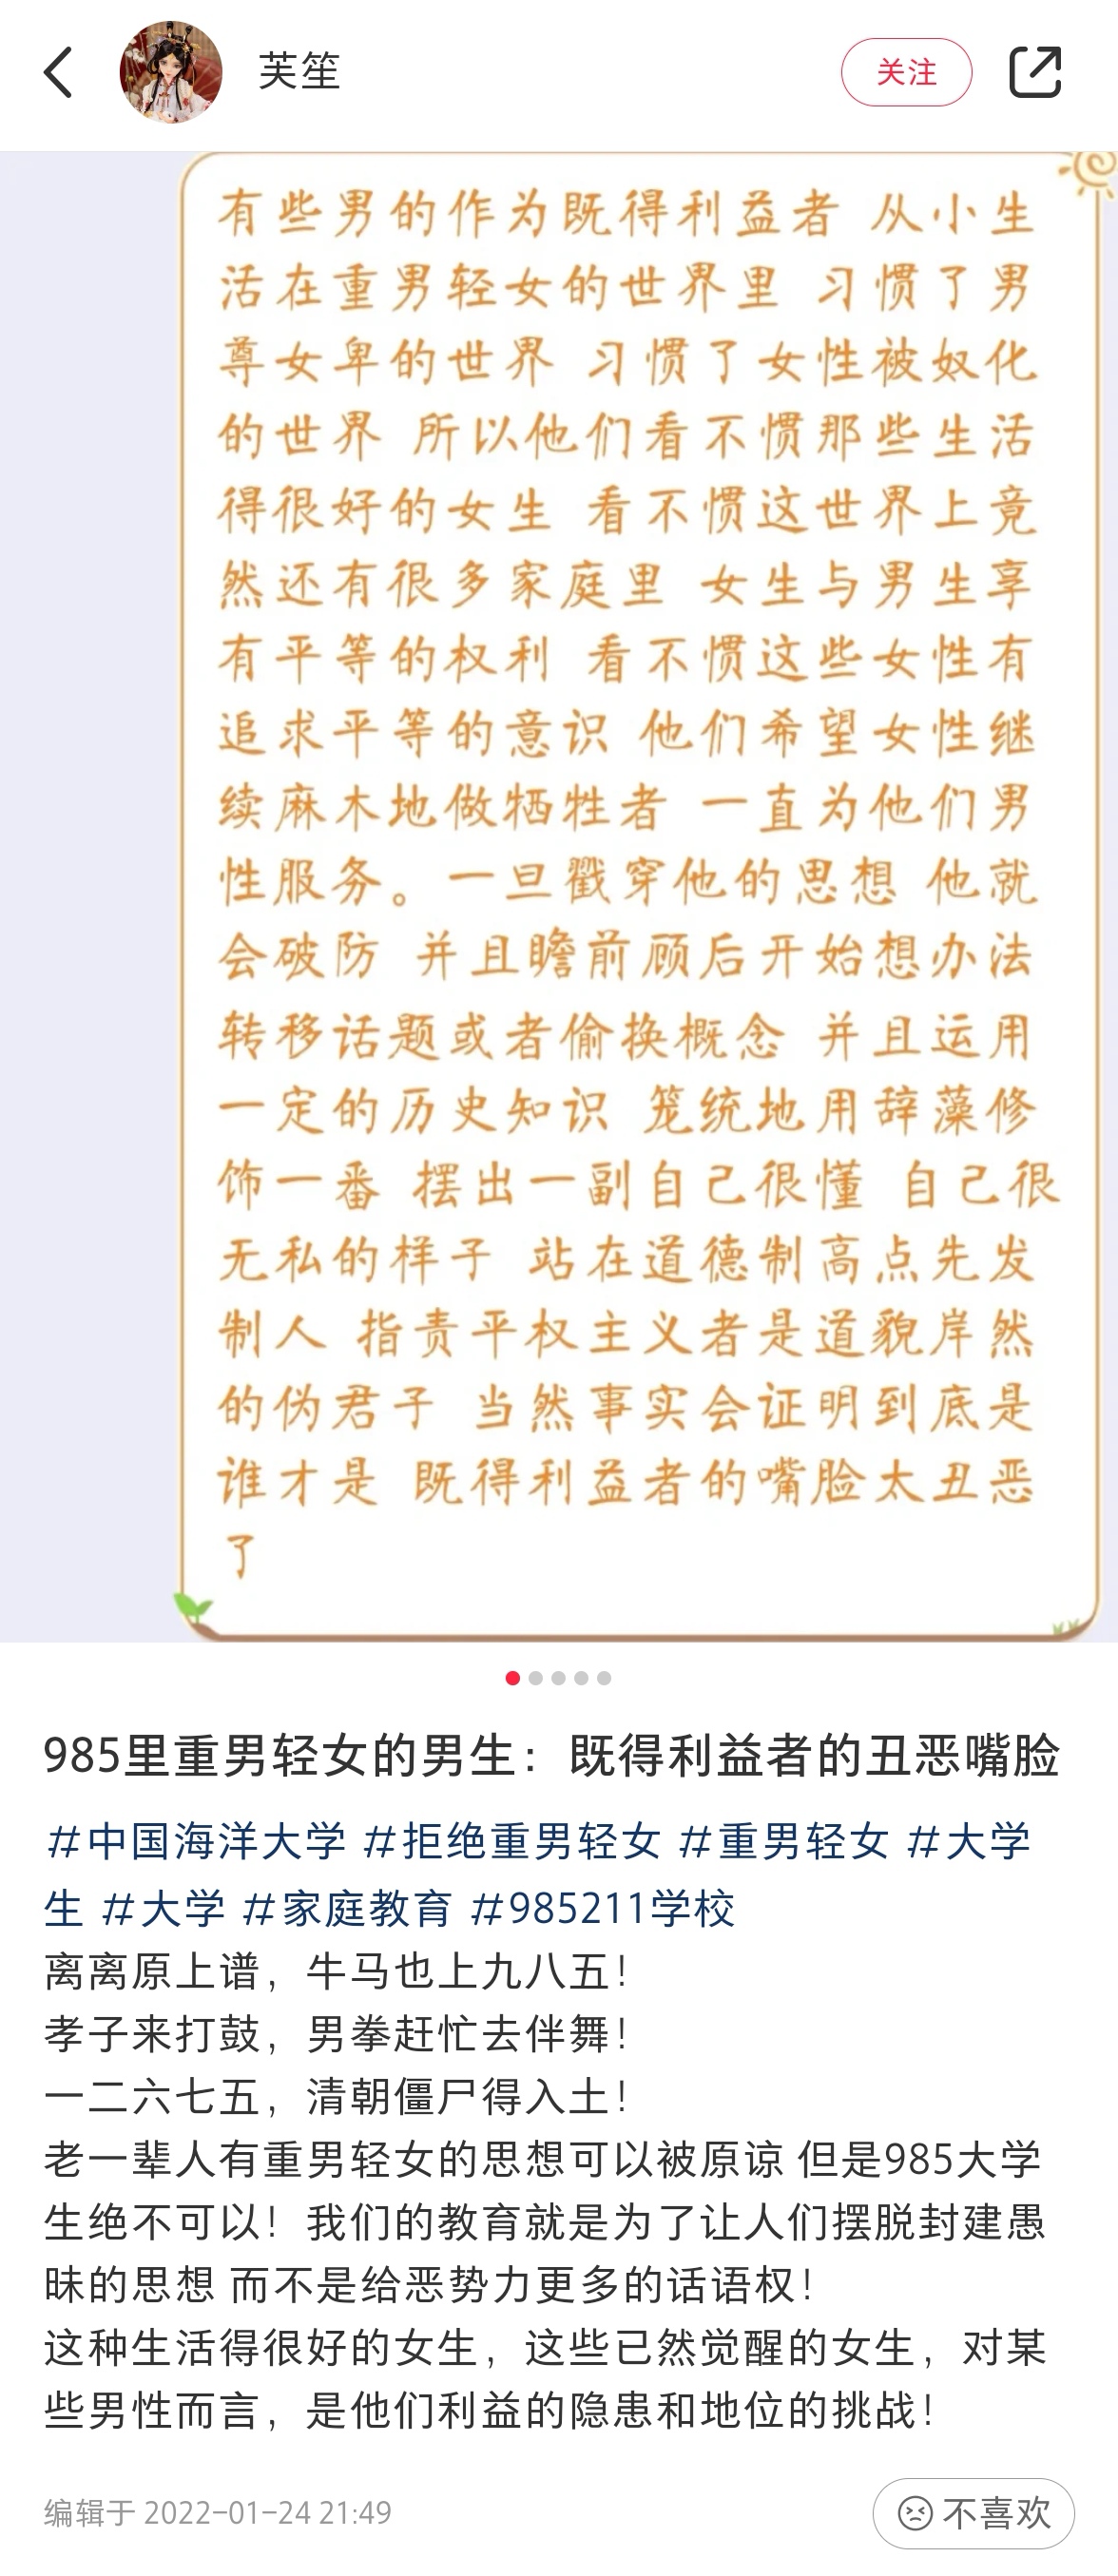 芙笙
关注
有些男的作为既得利益者 从小生
活在重男轻女的世界里 习惯了男
尊女卑的世界 习惯了女性被奴化
的世界 所以他们看不惯那些生活
得很好的女生 看不惯这世界上竟
然还有很多家庭里 女生与男生享
有平等的权利 看不惯这些女性有
追求平等的意识 他们希望女性继
续麻木地做牺牲者 一直为他们男
性服务。一旦戳穿他的思想 他就
会破防 并且瞻前顾后开始想办法
转移话题或者偷换概念 并且运用
一定的历史知识 笼统地用辞藻修
饰一番 摆出一副自己很懂 自己很
无私的样子 站在道德制高点先发
制人 指责平权主义者是道貌岸然
的伪君子 当然事实会证明到底是
谁才是 既得利益者的嘴脸太丑恶
了
985里重男轻女的男生：既得利益者的丑恶嘴脸
#中国海洋大学 #拒绝重男轻女 #重男轻女 #大学
生 #大学 #家庭教育 #985211学校
离离原上谱，牛马也上九八五！
孝子来打鼓，男拳赶忙去伴舞！
一二六七五，清朝僵尸得入土！
老一辈人有重男轻女的思想可以被原谅 但是985大学
生绝不可以！我们的教育就是为了让人们摆脱封建愚
昧的思想 而不是给恶势力更多的话语权！
这种生活得很好的女生，这些已然觉醒的女生，对某
些男性而言，是他们利益的隐患和地位的挑战！
编辑于 2022-01-24 21:49
不喜欢